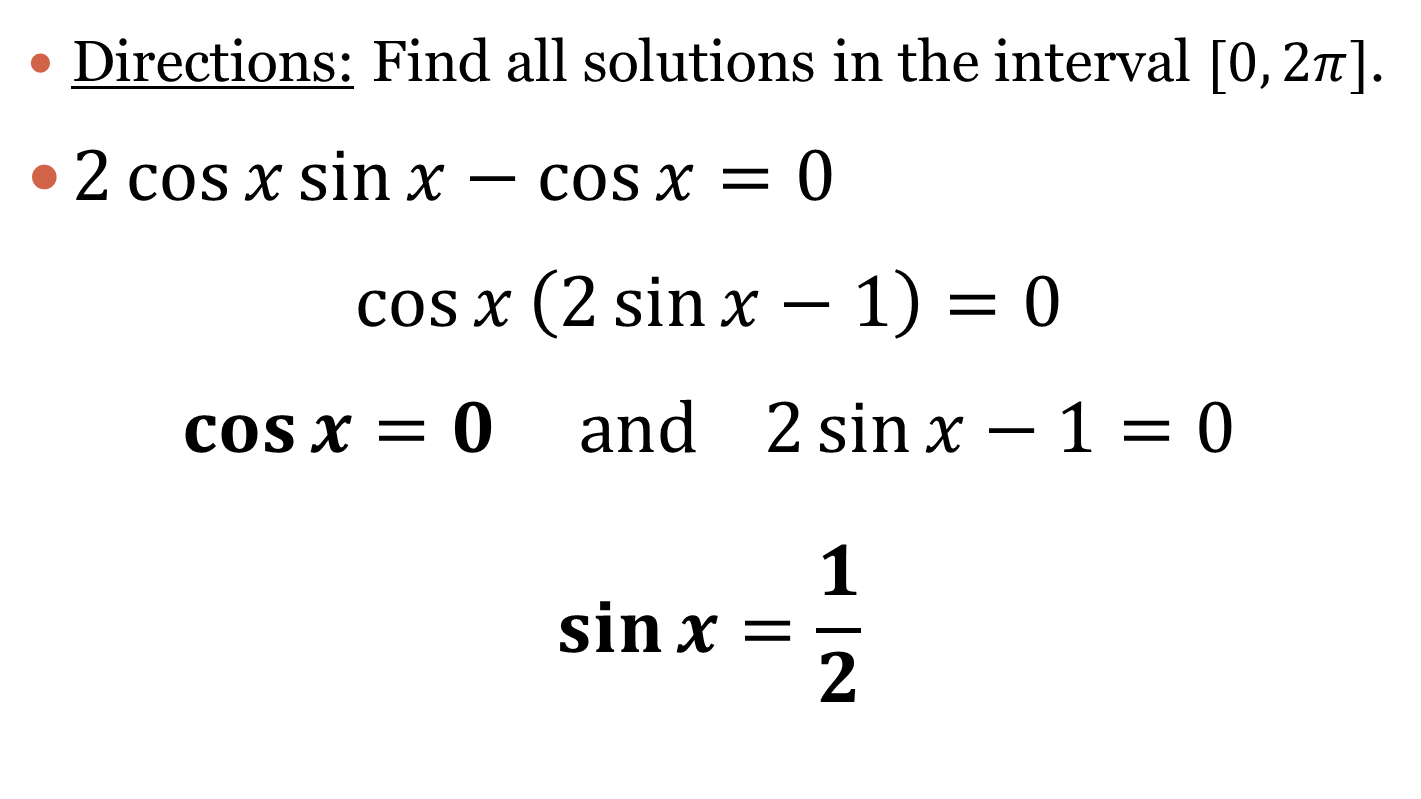 • Directions: Find all solutions in the interval [0, 2π].
• 2 cos x sin x − cos x = 0
cos x (2 sin x − 1) = 0
cos x = 0 and 2 sin x − 1 = 0
sin x = 1/2